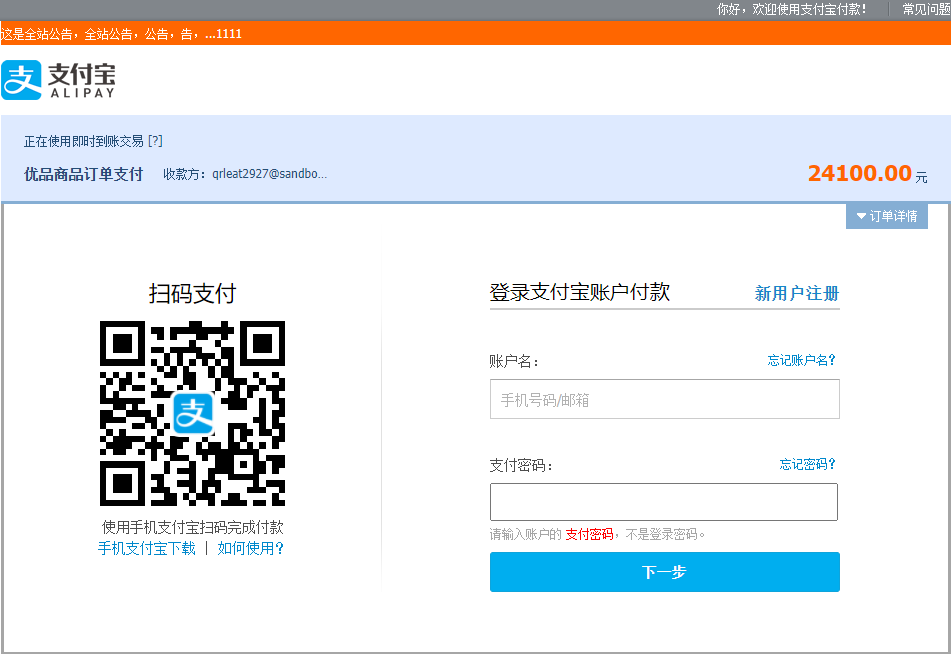 你好，欢迎使用支付宝付款！ 常见问题
这是全站公告，全站公告，公告，告，...1111
支付宝
ALIPAY
正在使用即时到账交易 [?]
优品商品订单支付 收款方：qrleat2927@sandbo...
24100.00 元
订单详情
扫码支付
使用手机支付宝扫码完成付款
手机支付宝下载 | 如何使用?
登录支付宝账户付款 新用户注册
账户名： 忘记账户名?
手机号码/邮箱
支付密码： 忘记密码?
请输入账户的 支付密码，不是登录密码。
下一步